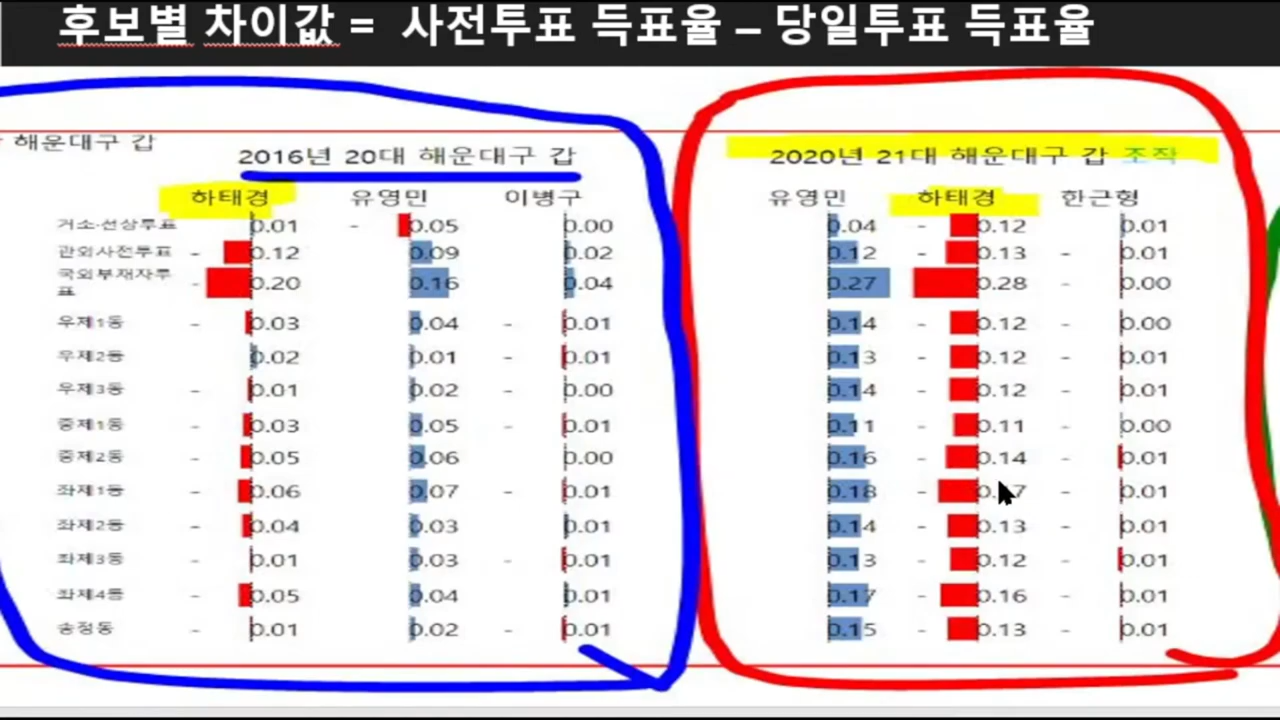 후보별 차이값 = 사전투표 득표율 – 당일투표 득표율
해운대구 갑
2016년 20대 해운대구 갑
하태경 유영민 이병구
거소·선상투표 0.01 - 0.05 0.00
관외사전투표 - 0.12 0.09 0.02
국외부재자투표 - 0.20 0.16 0.04
우제1동 - 0.03 0.04 - 0.01
우제2동 0.02 0.01 - 0.01
우제3동 - 0.01 0.02 - 0.00
중제1동 - 0.03 0.05 - 0.01
중제2동 - 0.05 0.06 0.00
좌제1동 - 0.06 0.07 - 0.01
좌제2동 - 0.04 0.03 0.01
좌제3동 - 0.01 0.03 - 0.01
좌제4동 - 0.05 0.04 0.01
송정동 - 0.01 0.02 - 0.01
2020년 21대 해운대구 갑 조작
유영민 하태경 한근형
0.04 - 0.12 0.01
0.12 - 0.13 - 0.01
0.27 - 0.28 - 0.00
0.14 - 0.12 - 0.00
0.13 - 0.12 - 0.01
0.14 - 0.12 - 0.01
0.11 - 0.11 - 0.00
0.16 - 0.14 - 0.01
0.18 - - 0.01
0.14 - 0.13 - 0.01
0.13 - 0.12 - 0.01
0.17 - 0.16 - 0.01
0.15 - 0.13 - 0.01